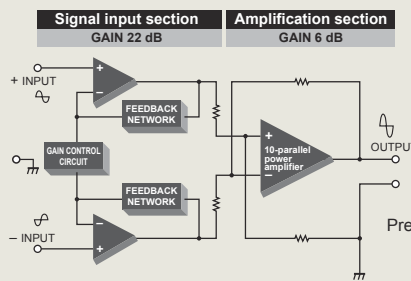 Signal input section
Amplification section
GAIN 22 dB
GAIN 6 dB
+ INPUT
+
−
FEEDBACK
NETWORK
GAIN CONTROL
CIRCUIT
FEEDBACK
NETWORK
−
+
− INPUT
+
10-parallel
power
amplifier
−
OUTPUT
Pre